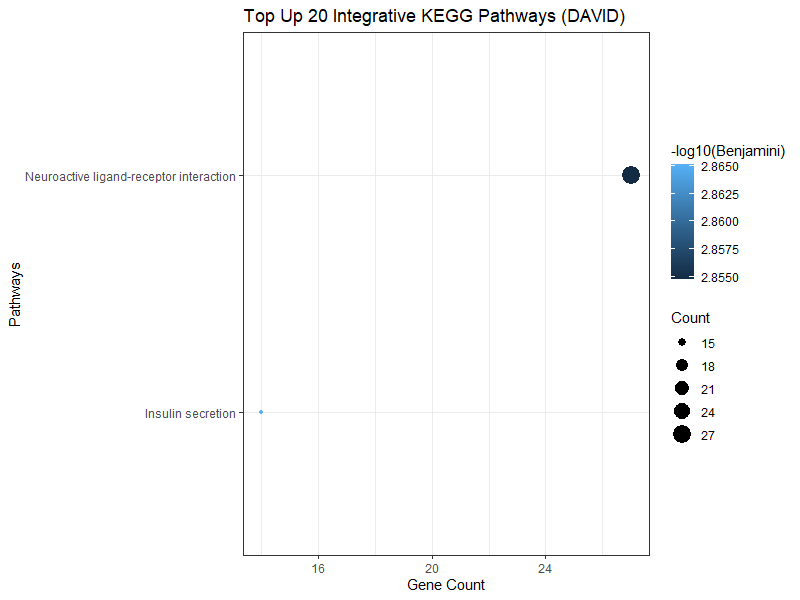 Top Up 20 Integrative KEGG Pathways (DAVID)
Pathways
Neuroactive ligand-receptor interaction
Insulin secretion
16
20
24
Gene Count
-log10(Benjamini)
2.8650
2.8625
2.8600
2.8575
2.8550
Count
15
18
21
24
27